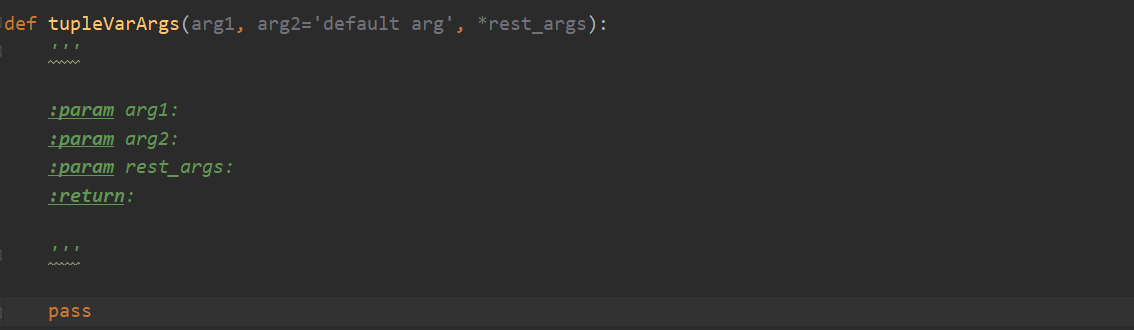 def tupleVarArgs(arg1, arg2='default arg', *rest_args):
'''
:param arg1:
:param arg2:
:param rest_args:
:return:
'''
pass